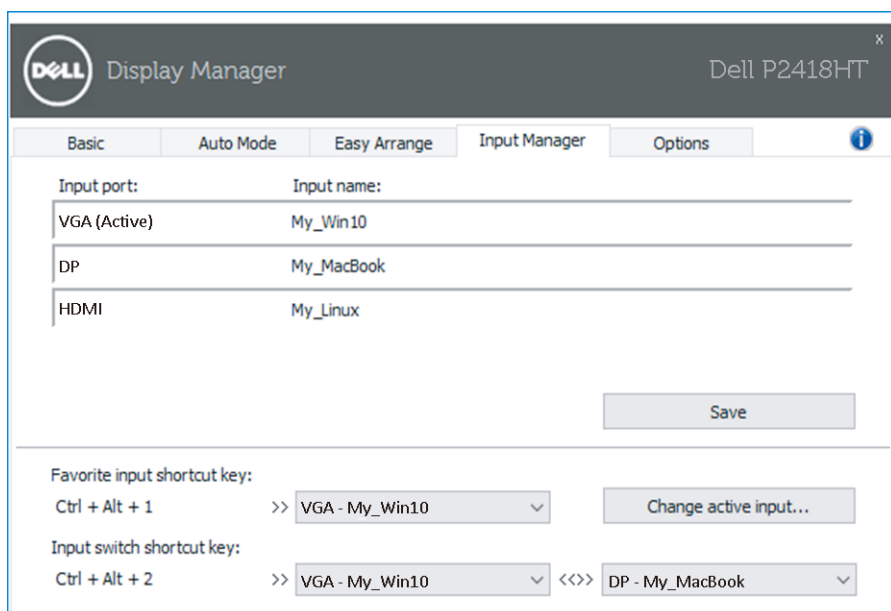 DELL Display Manager Dell P2418HT x
Basic Auto Mode Easy Arrange Input Manager Options i
Input port: Input name:
VGA (Active) My_Win10
DP My_MacBook
HDMI My_Linux
Save
Favorite input shortcut key:
Ctrl + Alt + 1 >> VGA - My_Win10 Change active input...
Input switch shortcut key:
Ctrl + Alt + 2 >> VGA - My_Win10 <<>> DP - My_MacBook